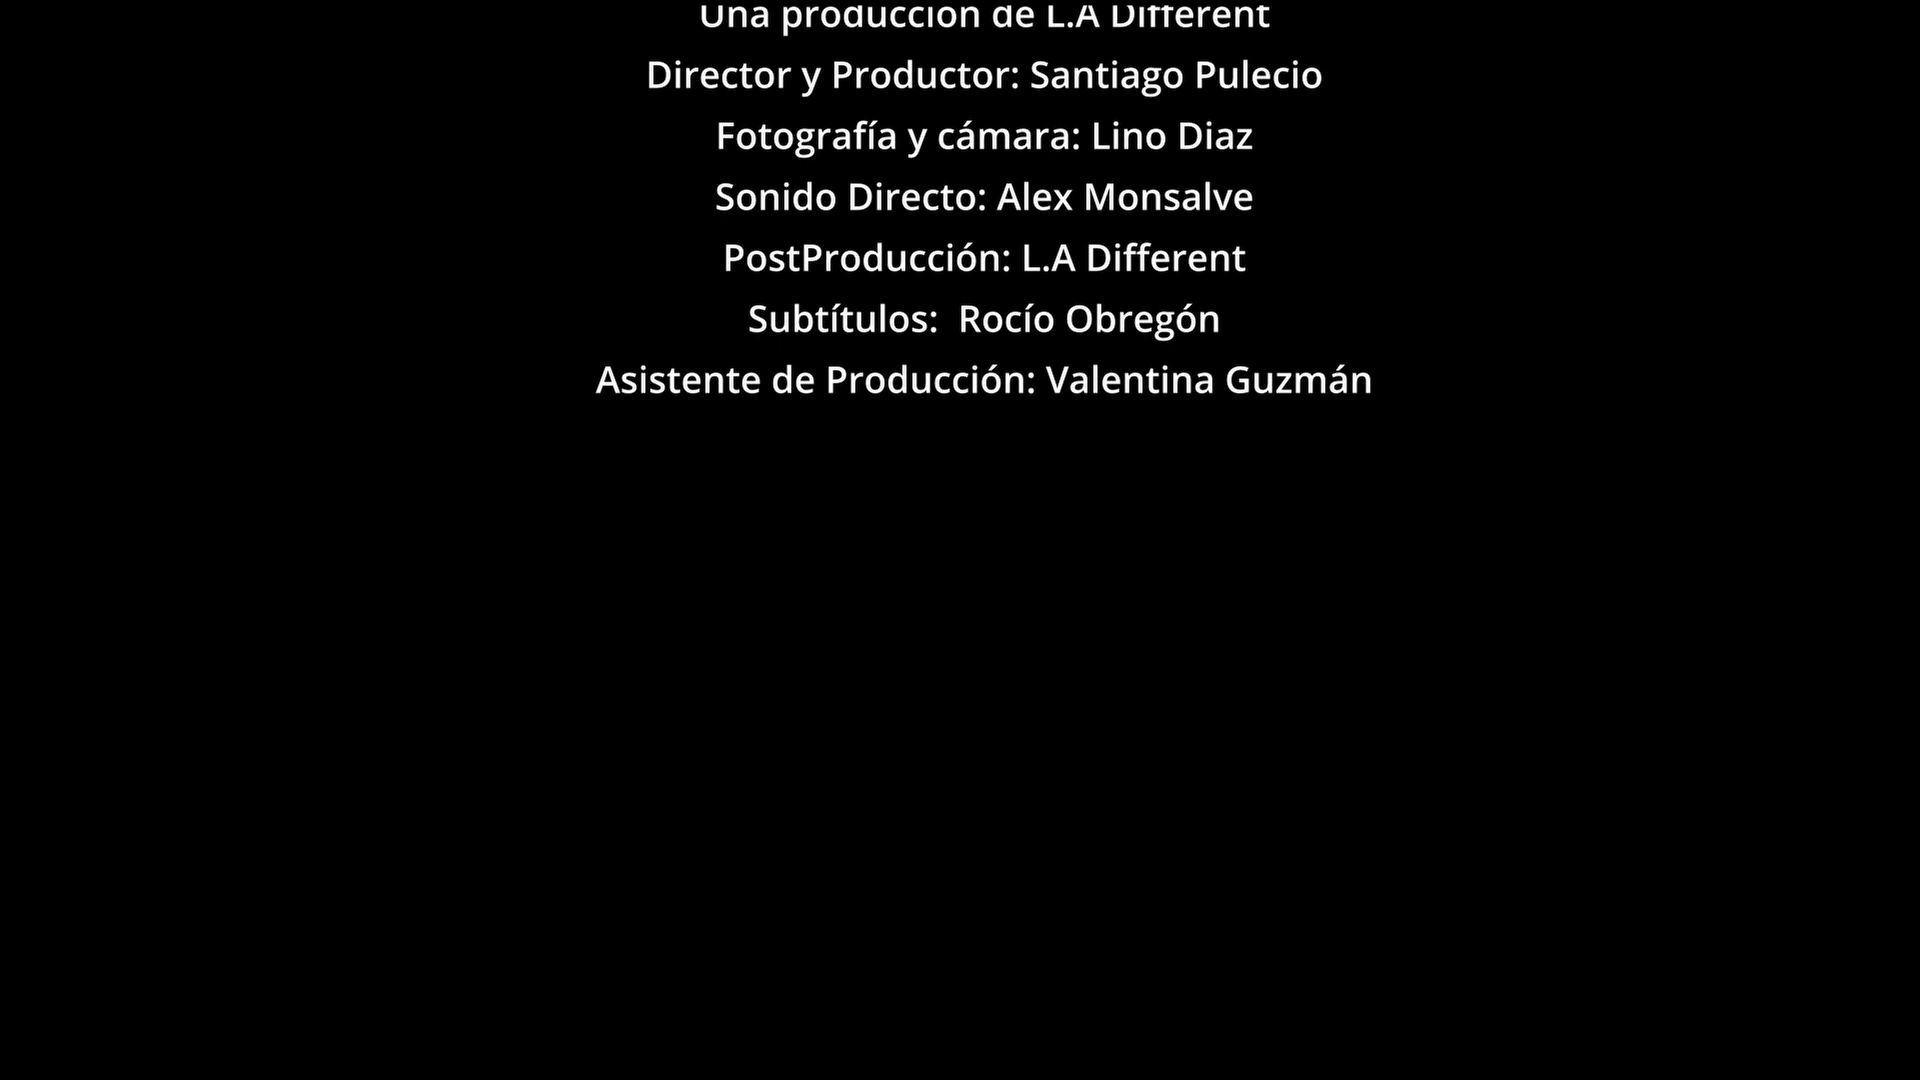 Una producción de L.A Different
Director y Productor: Santiago Pulecio
Fotografía y cámara: Lino Diaz
Sonido Directo: Alex Monsalve
PostProducción: L.A Different
Subtítulos:  Rocío Obregón
Asistente de Producción: Valentina Guzmán